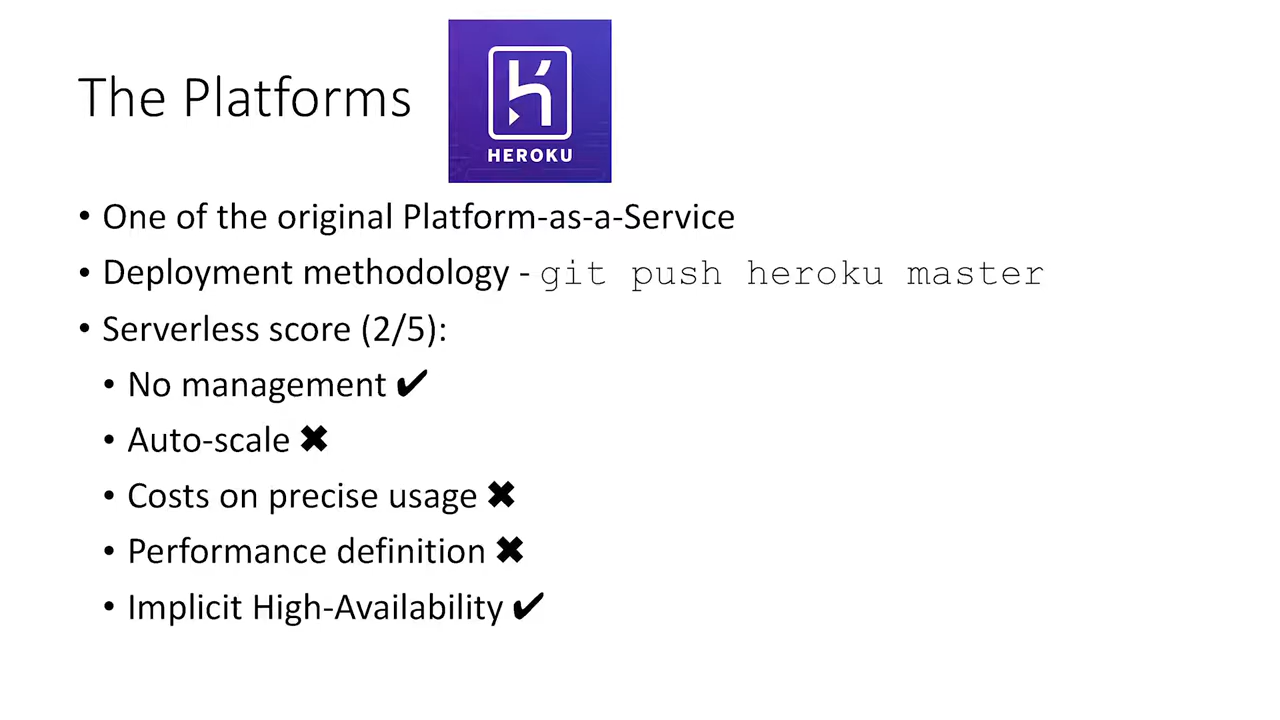 The Platforms
HEROKU
• One of the original Platform-as-a-Service
• Deployment methodology - git push heroku master
• Serverless score (2/5):
• No management ✔
• Auto-scale ✖
• Costs on precise usage ✖
• Performance definition ✖
• Implicit High-Availability ✔